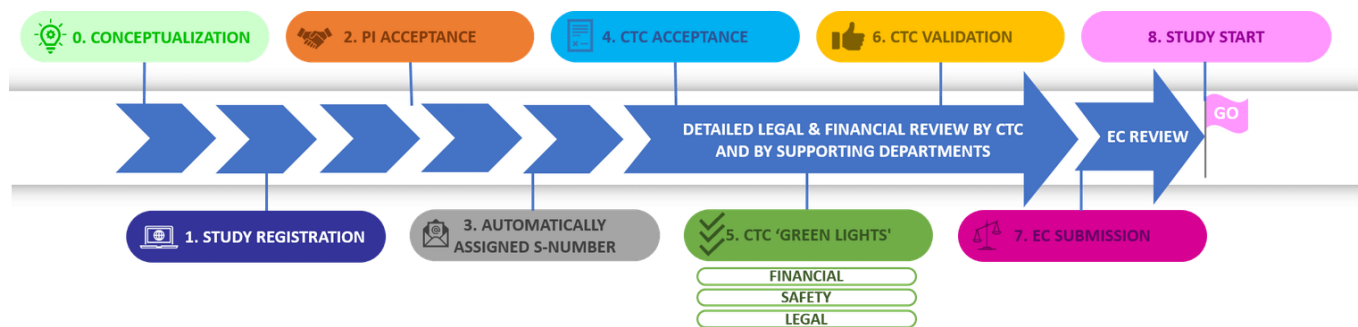 0. CONCEPTUALIZATION
2. PI ACCEPTANCE
4. CTC ACCEPTANCE
6. CTC VALIDATION
8. STUDY START
DETAILED LEGAL & FINANCIAL REVIEW BY CTC
AND BY SUPPORTING DEPARTMENTS
EC REVIEW
GO
1. STUDY REGISTRATION
3. AUTOMATICALLY
ASSIGNED S-NUMBER
5. CTC ‘GREEN LIGHTS'
7. EC SUBMISSION
FINANCIAL
SAFETY
LEGAL